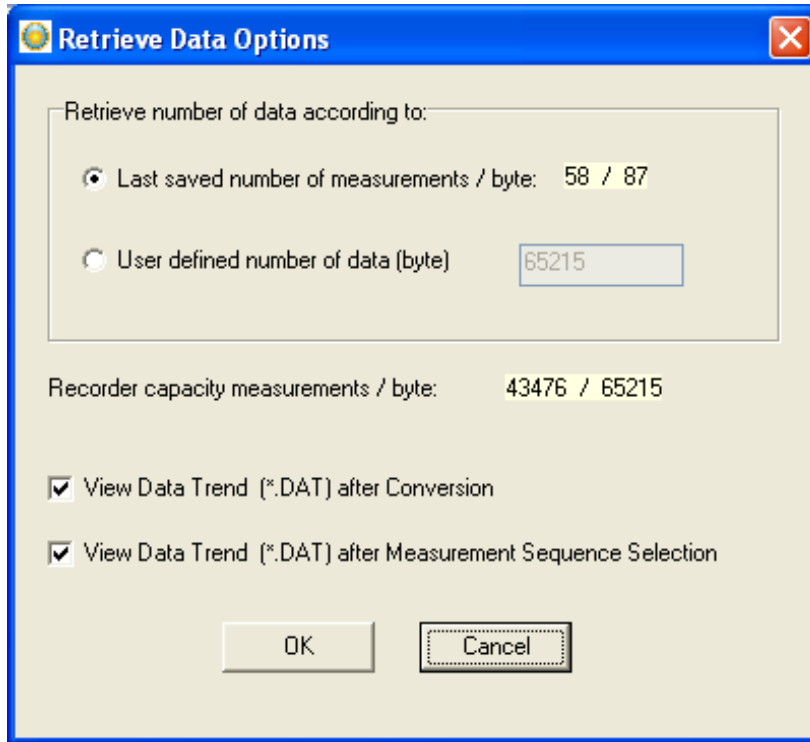 Retrieve Data Options
Retrieve number of data according to:
Last saved number of measurements / byte: 58 / 87
User defined number of data (byte) 65215
Recorder capacity measurements / byte: 43476 / 65215
View Data Trend (*.DAT) after Conversion
View Data Trend (*.DAT) after Measurement Sequence Selection
OK Cancel